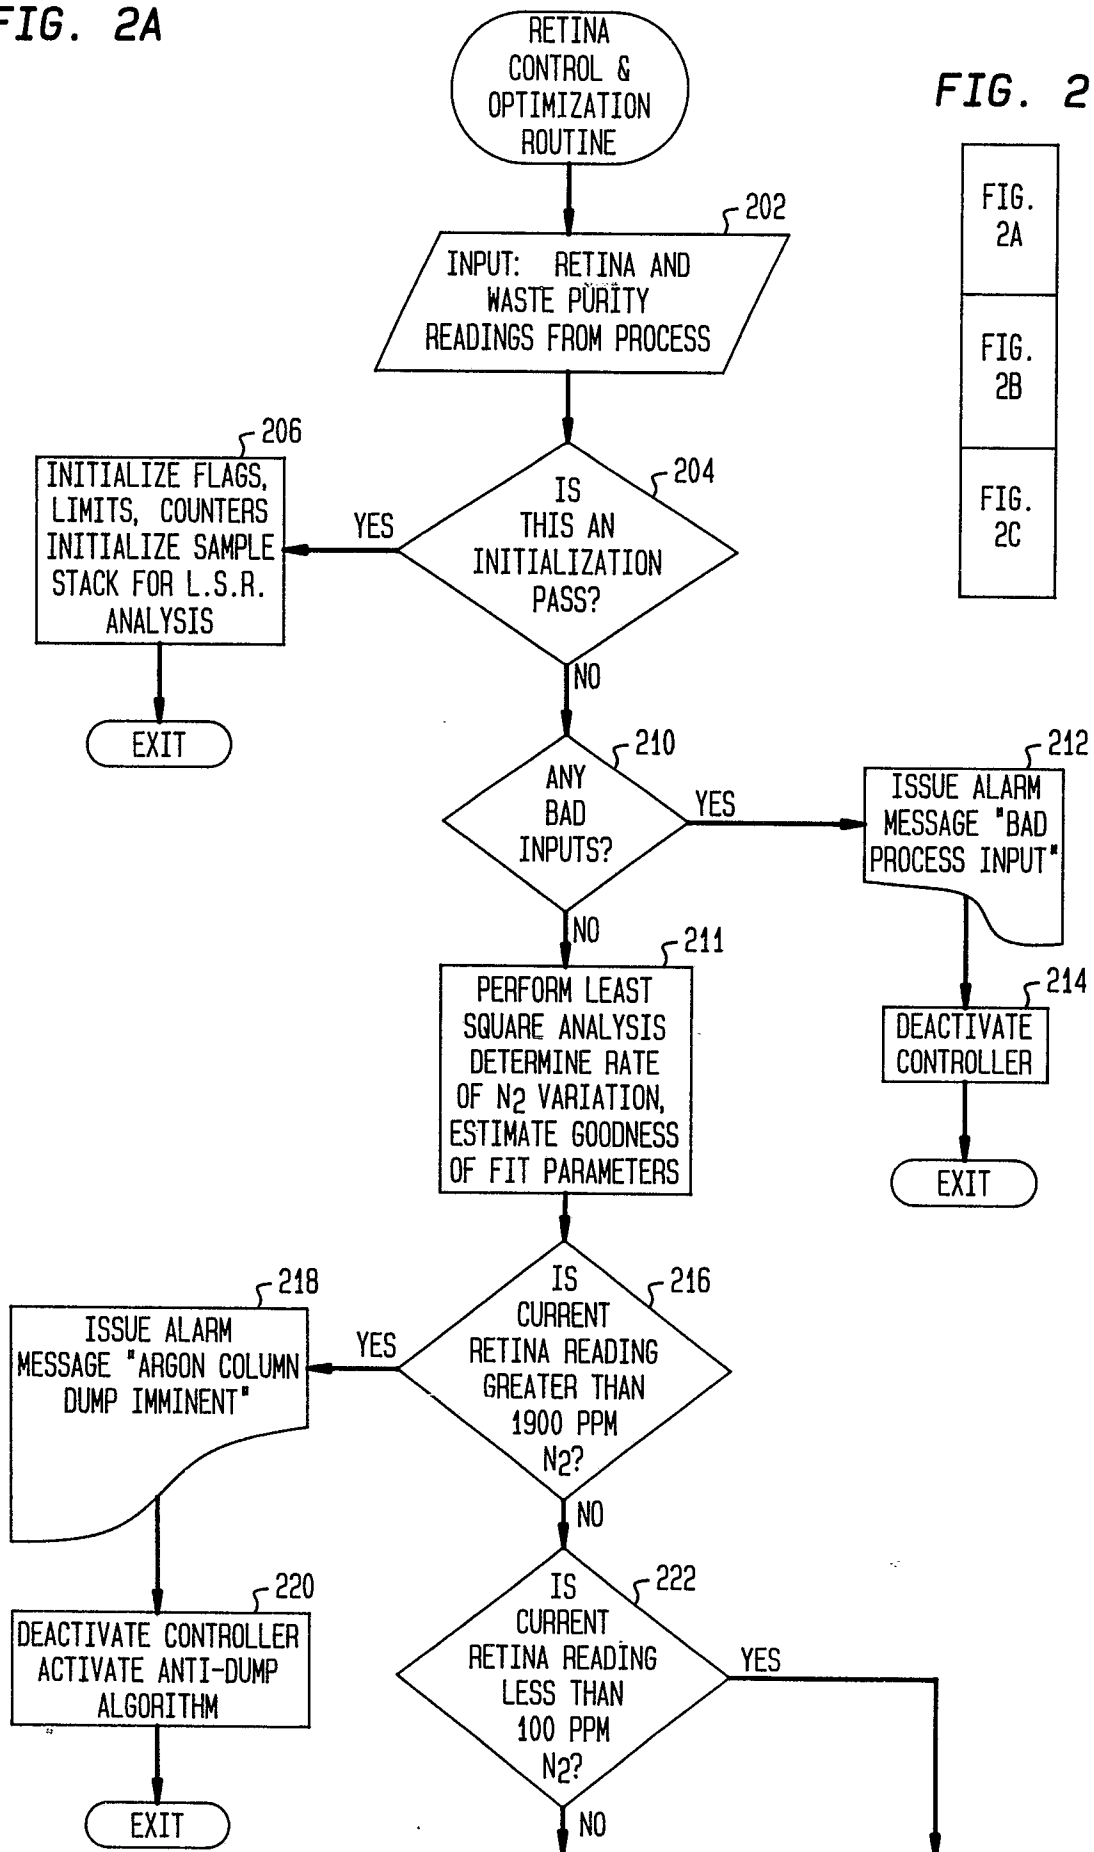 FIG. 2A
RETINA
CONTROL &
OPTIMIZATION
ROUTINE
FIG. 2
FIG.
2A
FIG.
2B
FIG.
2C
202
INPUT: RETINA AND
WASTE PURITY
READINGS FROM PROCESS
206
INITIALIZE FLAGS,
LIMITS, COUNTERS
INITIALIZE SAMPLE
STACK FOR L.S.R.
ANALYSIS
YES
204
IS
THIS AN
INITIALIZATION
PASS?
NO
EXIT
210
ANY
BAD
INPUTS?
YES
212
ISSUE ALARM
MESSAGE "BAD
PROCESS INPUT"
NO
211
PERFORM LEAST
SQUARE ANALYSIS
DETERMINE RATE
OF N2 VARIATION,
ESTIMATE GOODNESS
OF FIT PARAMETERS
214
DEACTIVATE
CONTROLLER
EXIT
218
ISSUE ALARM
MESSAGE "ARGON COLUMN
DUMP IMMINENT"
YES
216
IS
CURRENT
RETINA READING
GREATER THAN
1900 PPM
N2?
NO
220
DEACTIVATE CONTROLLER
ACTIVATE ANTI-DUMP
ALGORITHM
EXIT
222
IS
CURRENT
RETINA READING
LESS THAN
100 PPM
N2?
YES
NO